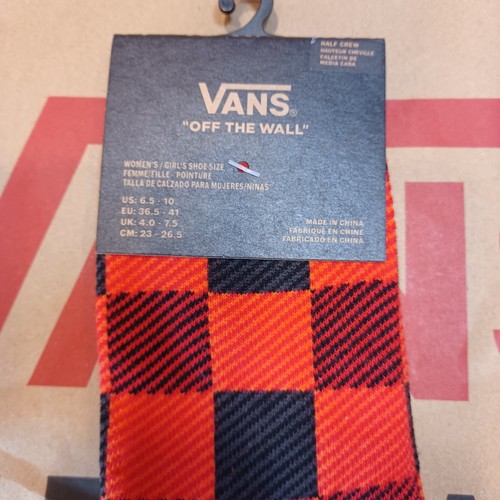 HALF CREW
HAUTEUR CHEVILLE
CALCETIN DE
MEDIA CAÑA
VANS®
"OFF THE WALL"
WOMEN'S / GIRL'S SHOE SIZE
FEMME/FILLE - POINTURE
TALLA DE CALZADO PARA MUJERES/NIÑAS
US: 6.5 - 10
EU: 36.5 - 41
UK: 4.0 - 7.5
CM: 23 - 26.5
MADE IN CHINA
FABRIQUÉ EN CHINE
FABRICADO EN CHINA